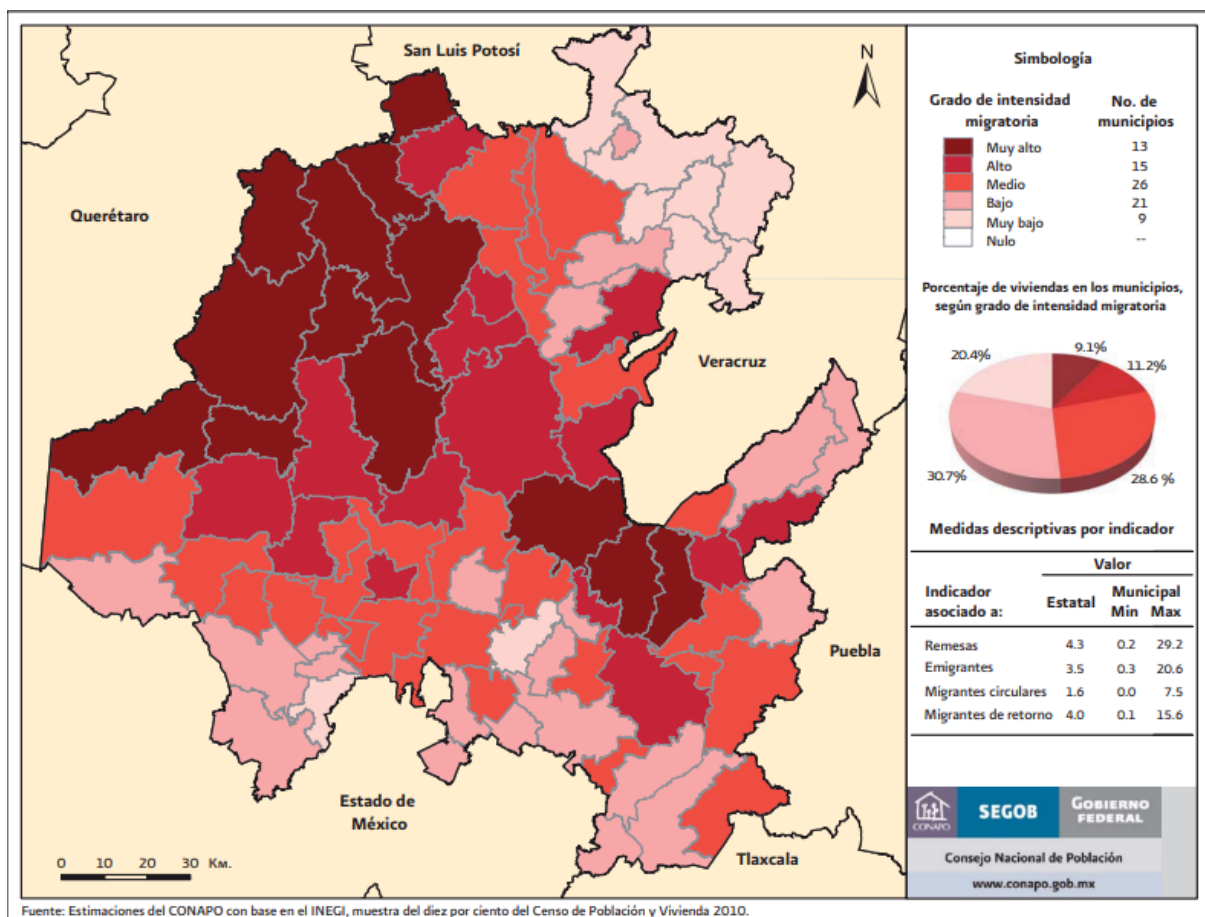 San Luis Potosí
N
Querétaro
Veracruz
Puebla
Estado de
México
Tlaxcala
0 10 20 30 Km.
Simbología
Grado de intensidad
migratoria
No. de
municipios
Muy alto 13
Alto 15
Medio 26
Bajo 21
Muy bajo 9
Nulo --
Porcentaje de viviendas en los municipios,
según grado de intensidad migratoria
20.4%
9.1%
11.2%
30.7%
28.6 %
Medidas descriptivas por indicador
Valor
Indicador
asociado a:
Estatal
Municipal
Min Max
Remesas 4.3 0.2 29.2
Emigrantes 3.5 0.3 20.6
Migrantes circulares 1.6 0.0 7.5
Migrantes de retorno 4.0 0.1 15.6
CONAPO
SEGOB
GOBIERNO
FEDERAL
Consejo Nacional de Población
www.conapo.gob.mx
Fuente: Estimaciones del CONAPO con base en el INEGI, muestra del diez por ciento del Censo de Población y Vivienda 2010.